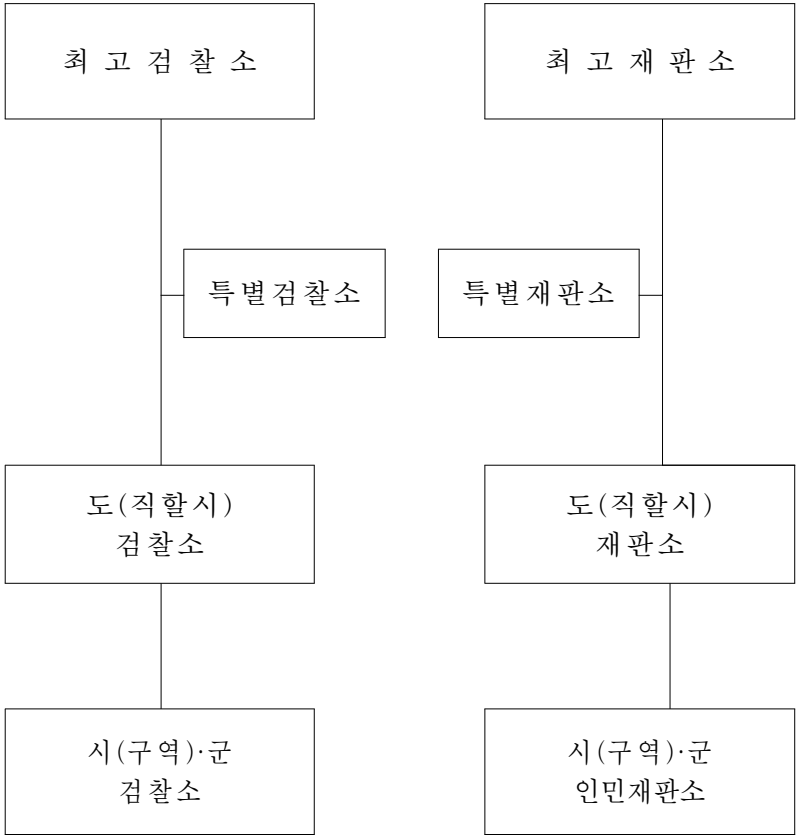 최고검찰소
최고재판소
특별검찰소
특별재판소
도(직할시)
검찰소
도(직할시)
재판소
시(구역)·군
검찰소
시(구역)·군
인민재판소